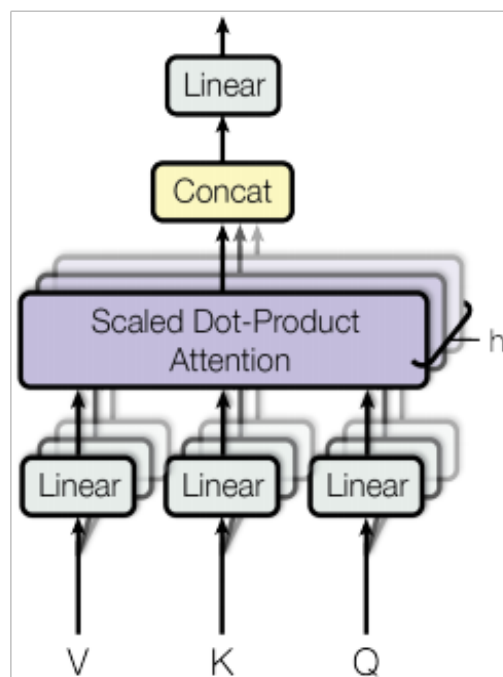 Linear
Concat
Scaled Dot-Product
Attention
h
Linear Linear Linear
V K Q